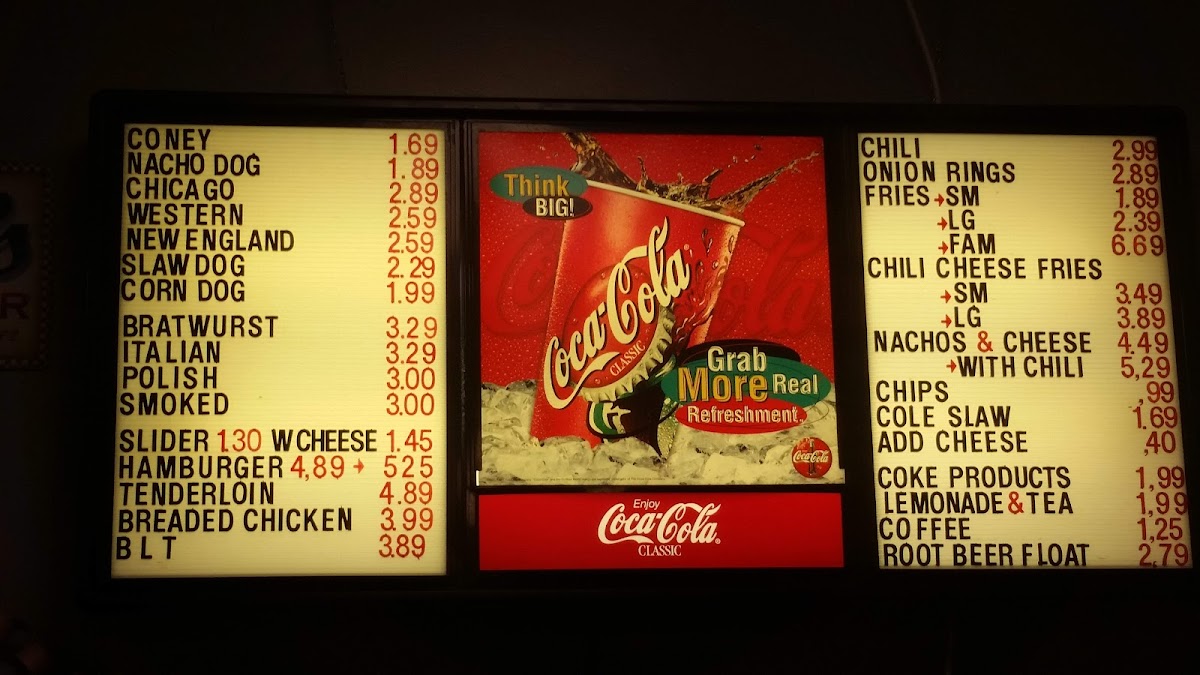 CONEY 1.69
NACHO DOG 1.89
CHICAGO 2.89
WESTERN 2.59
NEW ENGLAND 2.59
SLAW DOG 2.29
CORN DOG 1.99
BRATWURST 3.29
ITALIAN 3.29
POLISH 3.00
SMOKED 3.00
SLIDER 1.30 W CHEESE 1.45
HAMBURGER 4,89 → 525
TENDERLOIN 4.89
BREADED CHICKEN 3.99
BLT 3.89
Think
BIG!
Coca-Cola
CLASSIC
Grab
More Real
Refreshment
Coca-Cola
Enjoy
Coca-Cola
CLASSIC
CHILI 2.99
ONION RINGS 2.89
FRIES → SM 1.89
→ LG 2.39
→ FAM 6.69
CHILI CHEESE FRIES
→ SM 3.49
→ LG 3.89
NACHOS & CHEESE 4.49
→ WITH CHILI 5,29
CHIPS ,99
COLE SLAW 1.69
ADD CHEESE ,40
COKE PRODUCTS 1,99
LEMONADE & TEA 1,99
COFFEE 1,25
ROOT BEER FLOAT 2,79